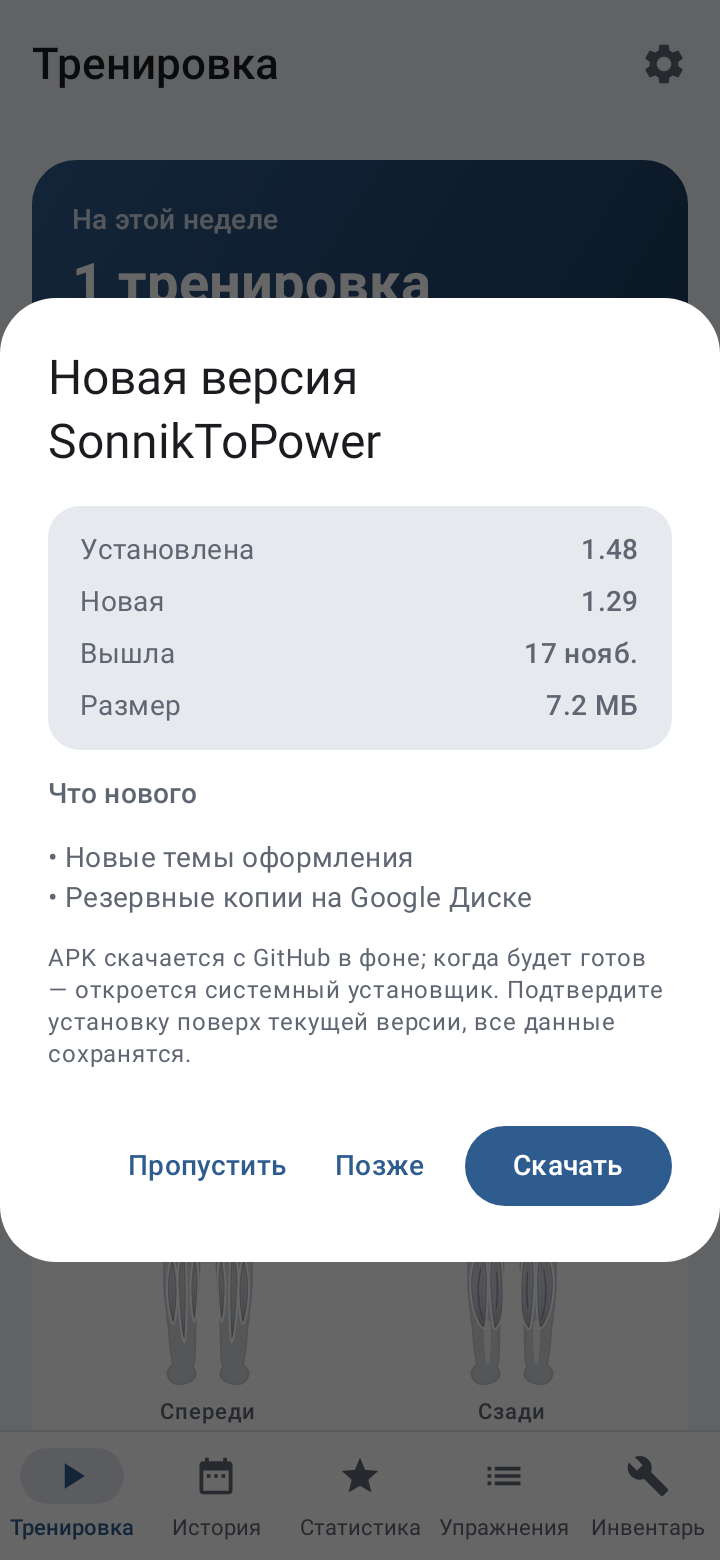 Тренировка
На этой неделе
1 тренировка
Новая версия
SonnikToPower
Установлена 1.48
Новая 1.29
Вышла 17 нояб.
Размер 7.2 МБ
Что нового
• Новые темы оформления
• Резервные копии на Google Диске
APK скачается с GitHub в фоне; когда будет готов
— откроется системный установщик. Подтвердите
установку поверх текущей версии, все данные
сохранятся.
Пропустить Позже Скачать
Спереди Сзади
Тренировка История Статистика Упражнения Инвентарь